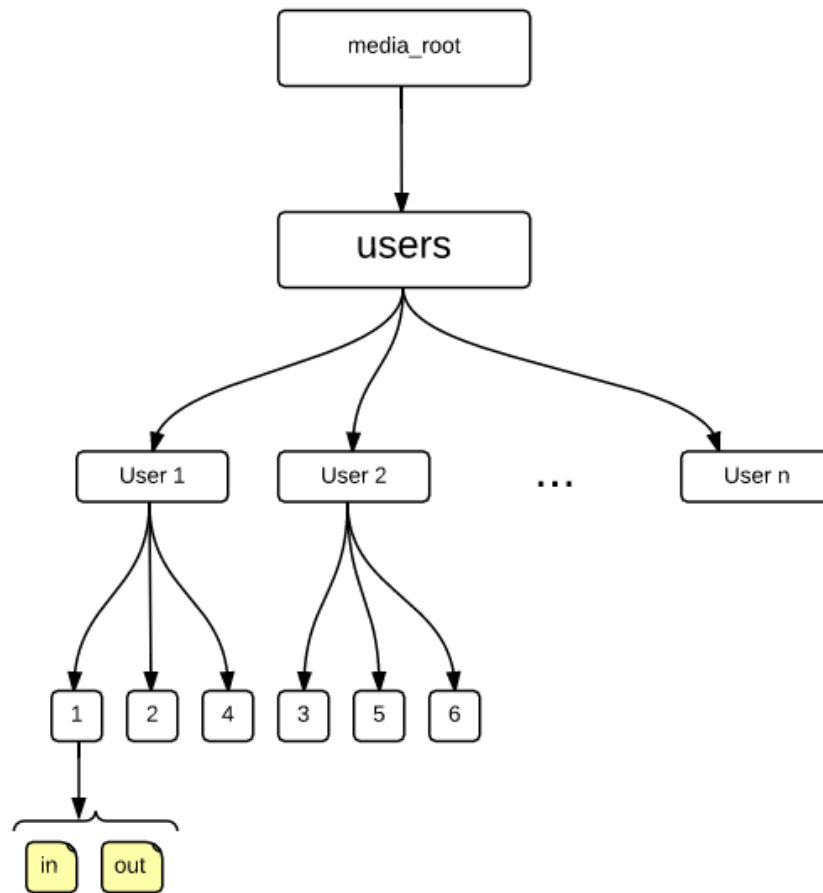 media_root
users
User 1
User 2
...
User n
1
2
4
3
5
6
in
out